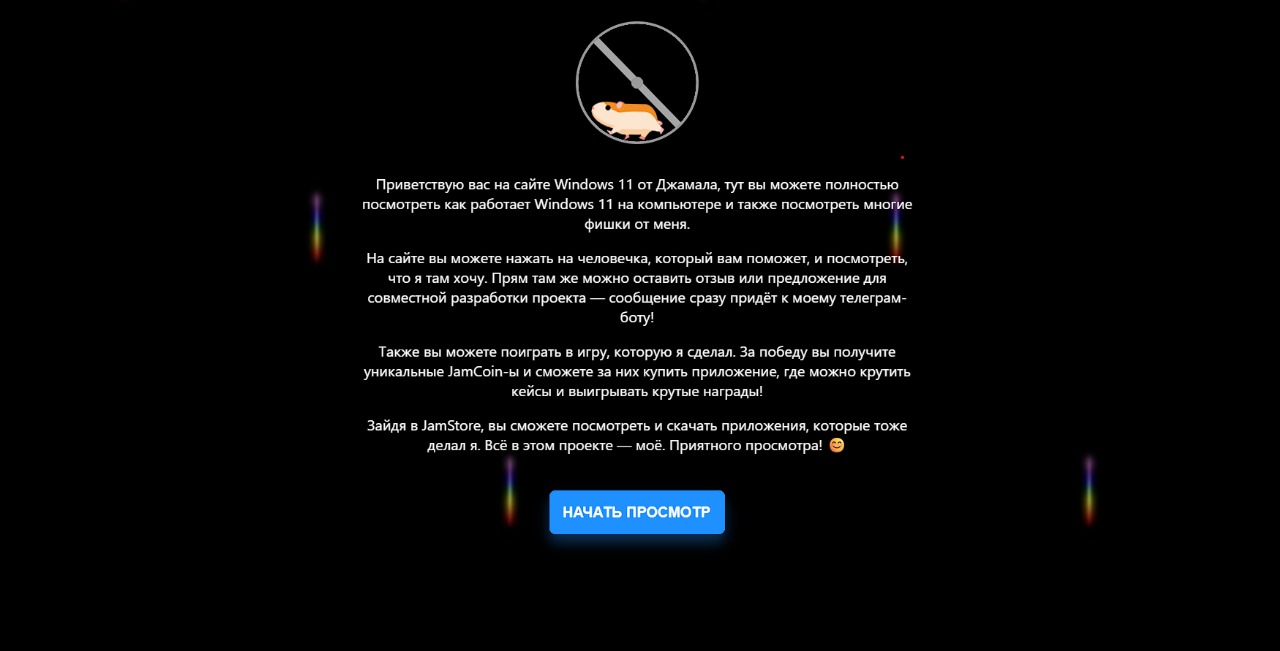 Приветствую вас на сайте Windows 11 от Джамала, тут вы можете полностью
посмотреть как работает Windows 11 на компьютере и также посмотреть многие
фишки от меня.
На сайте вы можете нажать на человечка, который вам поможет, и посмотреть,
что я там хочу. Прям там же можно оставить отзыв или предложение для
совместной разработки проекта — сообщение сразу придёт к моему телеграм-
боту!
Также вы можете поиграть в игру, которую я сделал. За победу вы получите
уникальные JamCoin-ы и сможете за них купить приложение, где можно крутить
кейсы и выигрывать крутые награды!
Зайдя в JamStore, вы сможете посмотреть и скачать приложения, которые тоже
делал я. Всё в этом проекте — моё. Приятного просмотра! 😊
НАЧАТЬ ПРОСМОТР